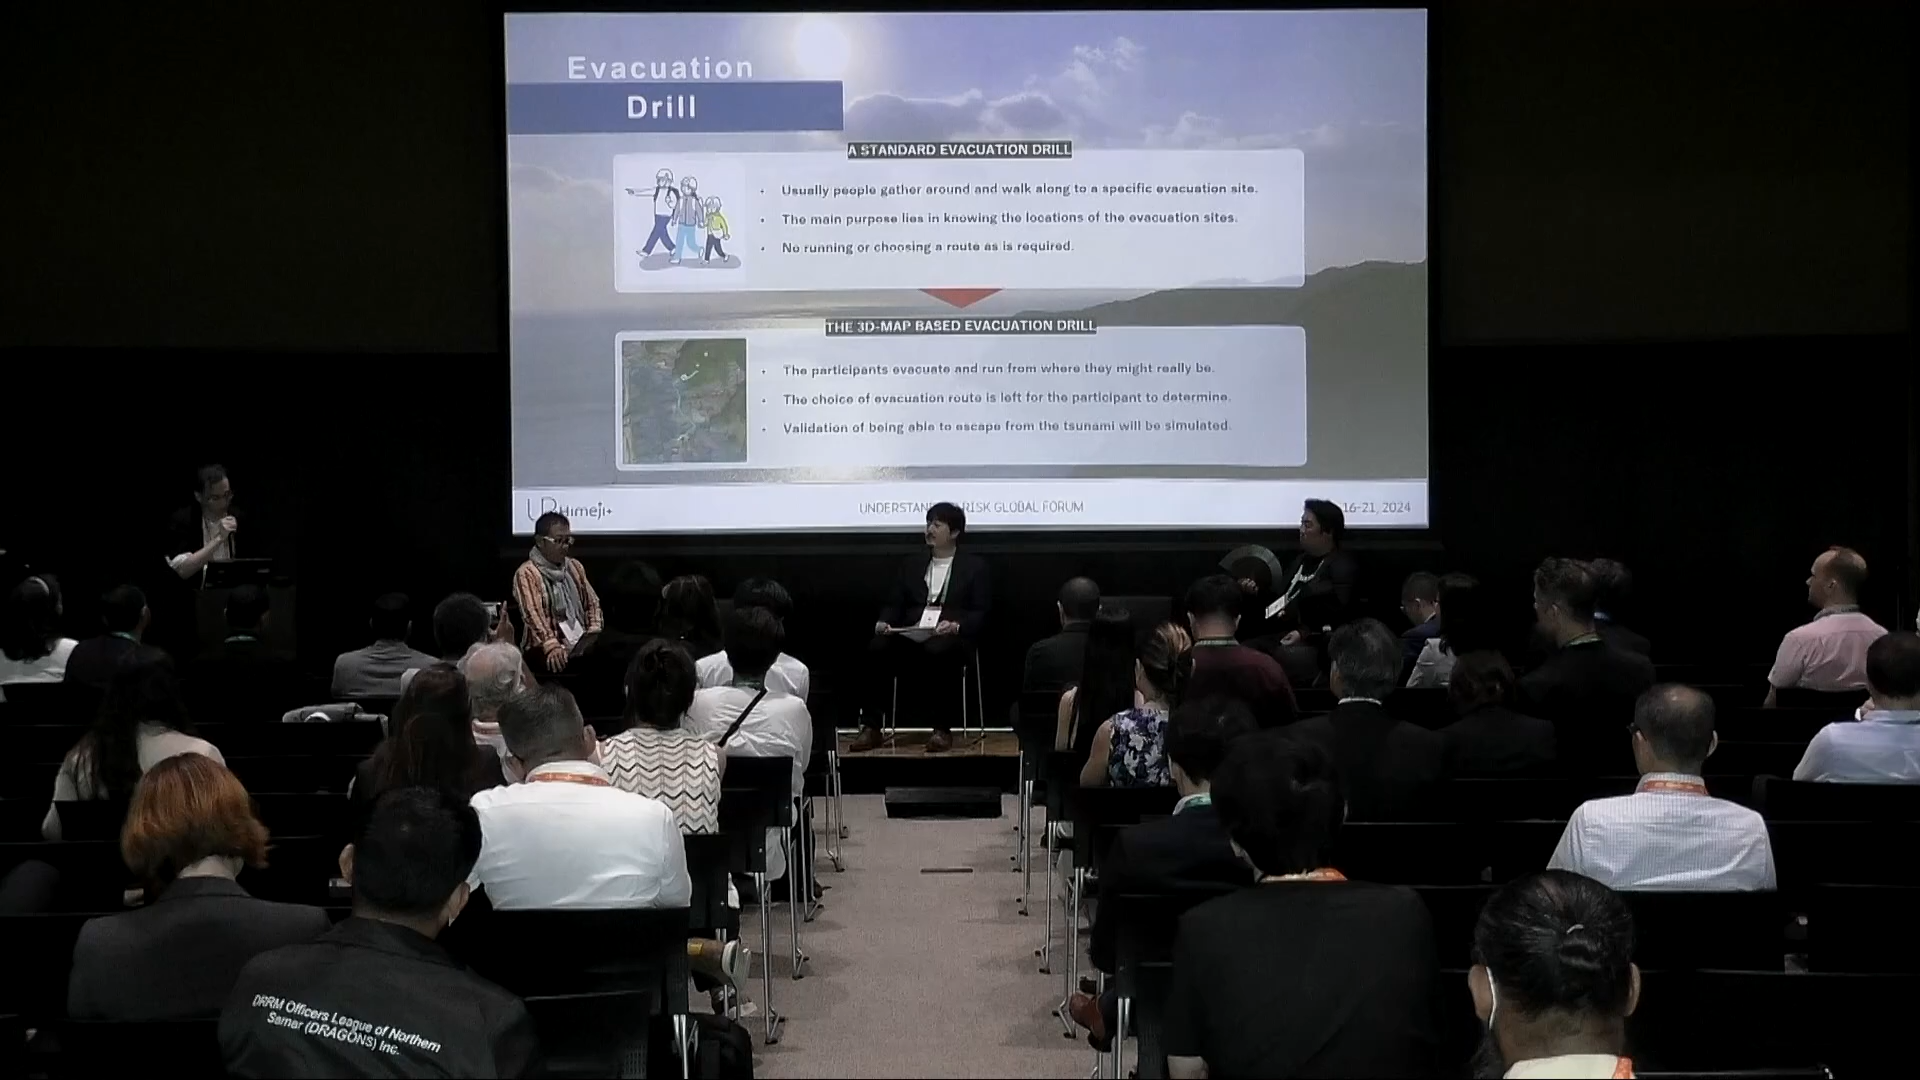 Evacuation
Drill
A STANDARD EVACUATION DRILL
• Usually people gather around and walk along to a specific evacuation site.
• The main purpose lies in knowing the locations of the evacuation sites.
• No running or choosing a route as is required.
THE 3D-MAP BASED EVACUATION DRILL
• The participants evacuate and run from where they might really be.
• The choice of evacuation route is left for the participant to determine.
• Validation of being able to escape from the tsunami will be simulated.
Himeji+
RISK GLOBAL FORUM
16-21, 2024
DRRM Officers League of Northern
Samar (DRAGONS) Inc.